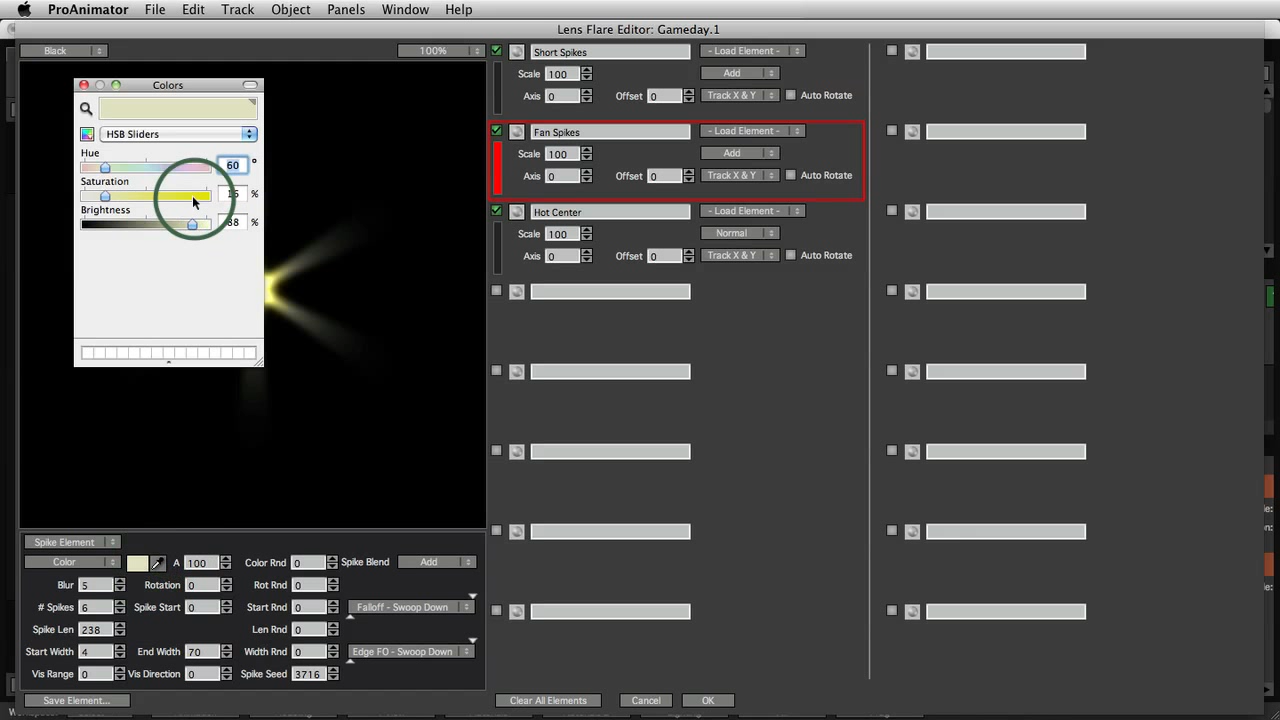 ProAnimator File Edit Track Object Panels Window Help
Lens Flare Editor: Gameday.1
Black 100%
Colors
HSB Sliders
Hue
60 °
Saturation
%
Brightness
%
Short Spikes - Load Element -
Scale 100 Add
Axis 0 Offset 0 Track X & Y Auto Rotate
Fan Spikes - Load Element -
Scale 100 Add
Axis 0 Offset 0 Track X & Y Auto Rotate
Hot Center - Load Element -
Scale 100 Normal
Axis 0 Offset 0 Track X & Y Auto Rotate
Spike Element
Color A 100 Color Rnd 0 Spike Blend Add
Blur 5 Rotation 0 Rot Rnd 0
# Spikes 6 Spike Start 0 Start Rnd 0 Falloff - Swoop Down
Spike Len 238 Len Rnd 0
Start Width 4 End Width 70 Width Rnd 0 Edge FO - Swoop Down
Vis Range 0 Vis Direction 0 Spike Seed 3716
Save Element... Clear All Elements Cancel OK